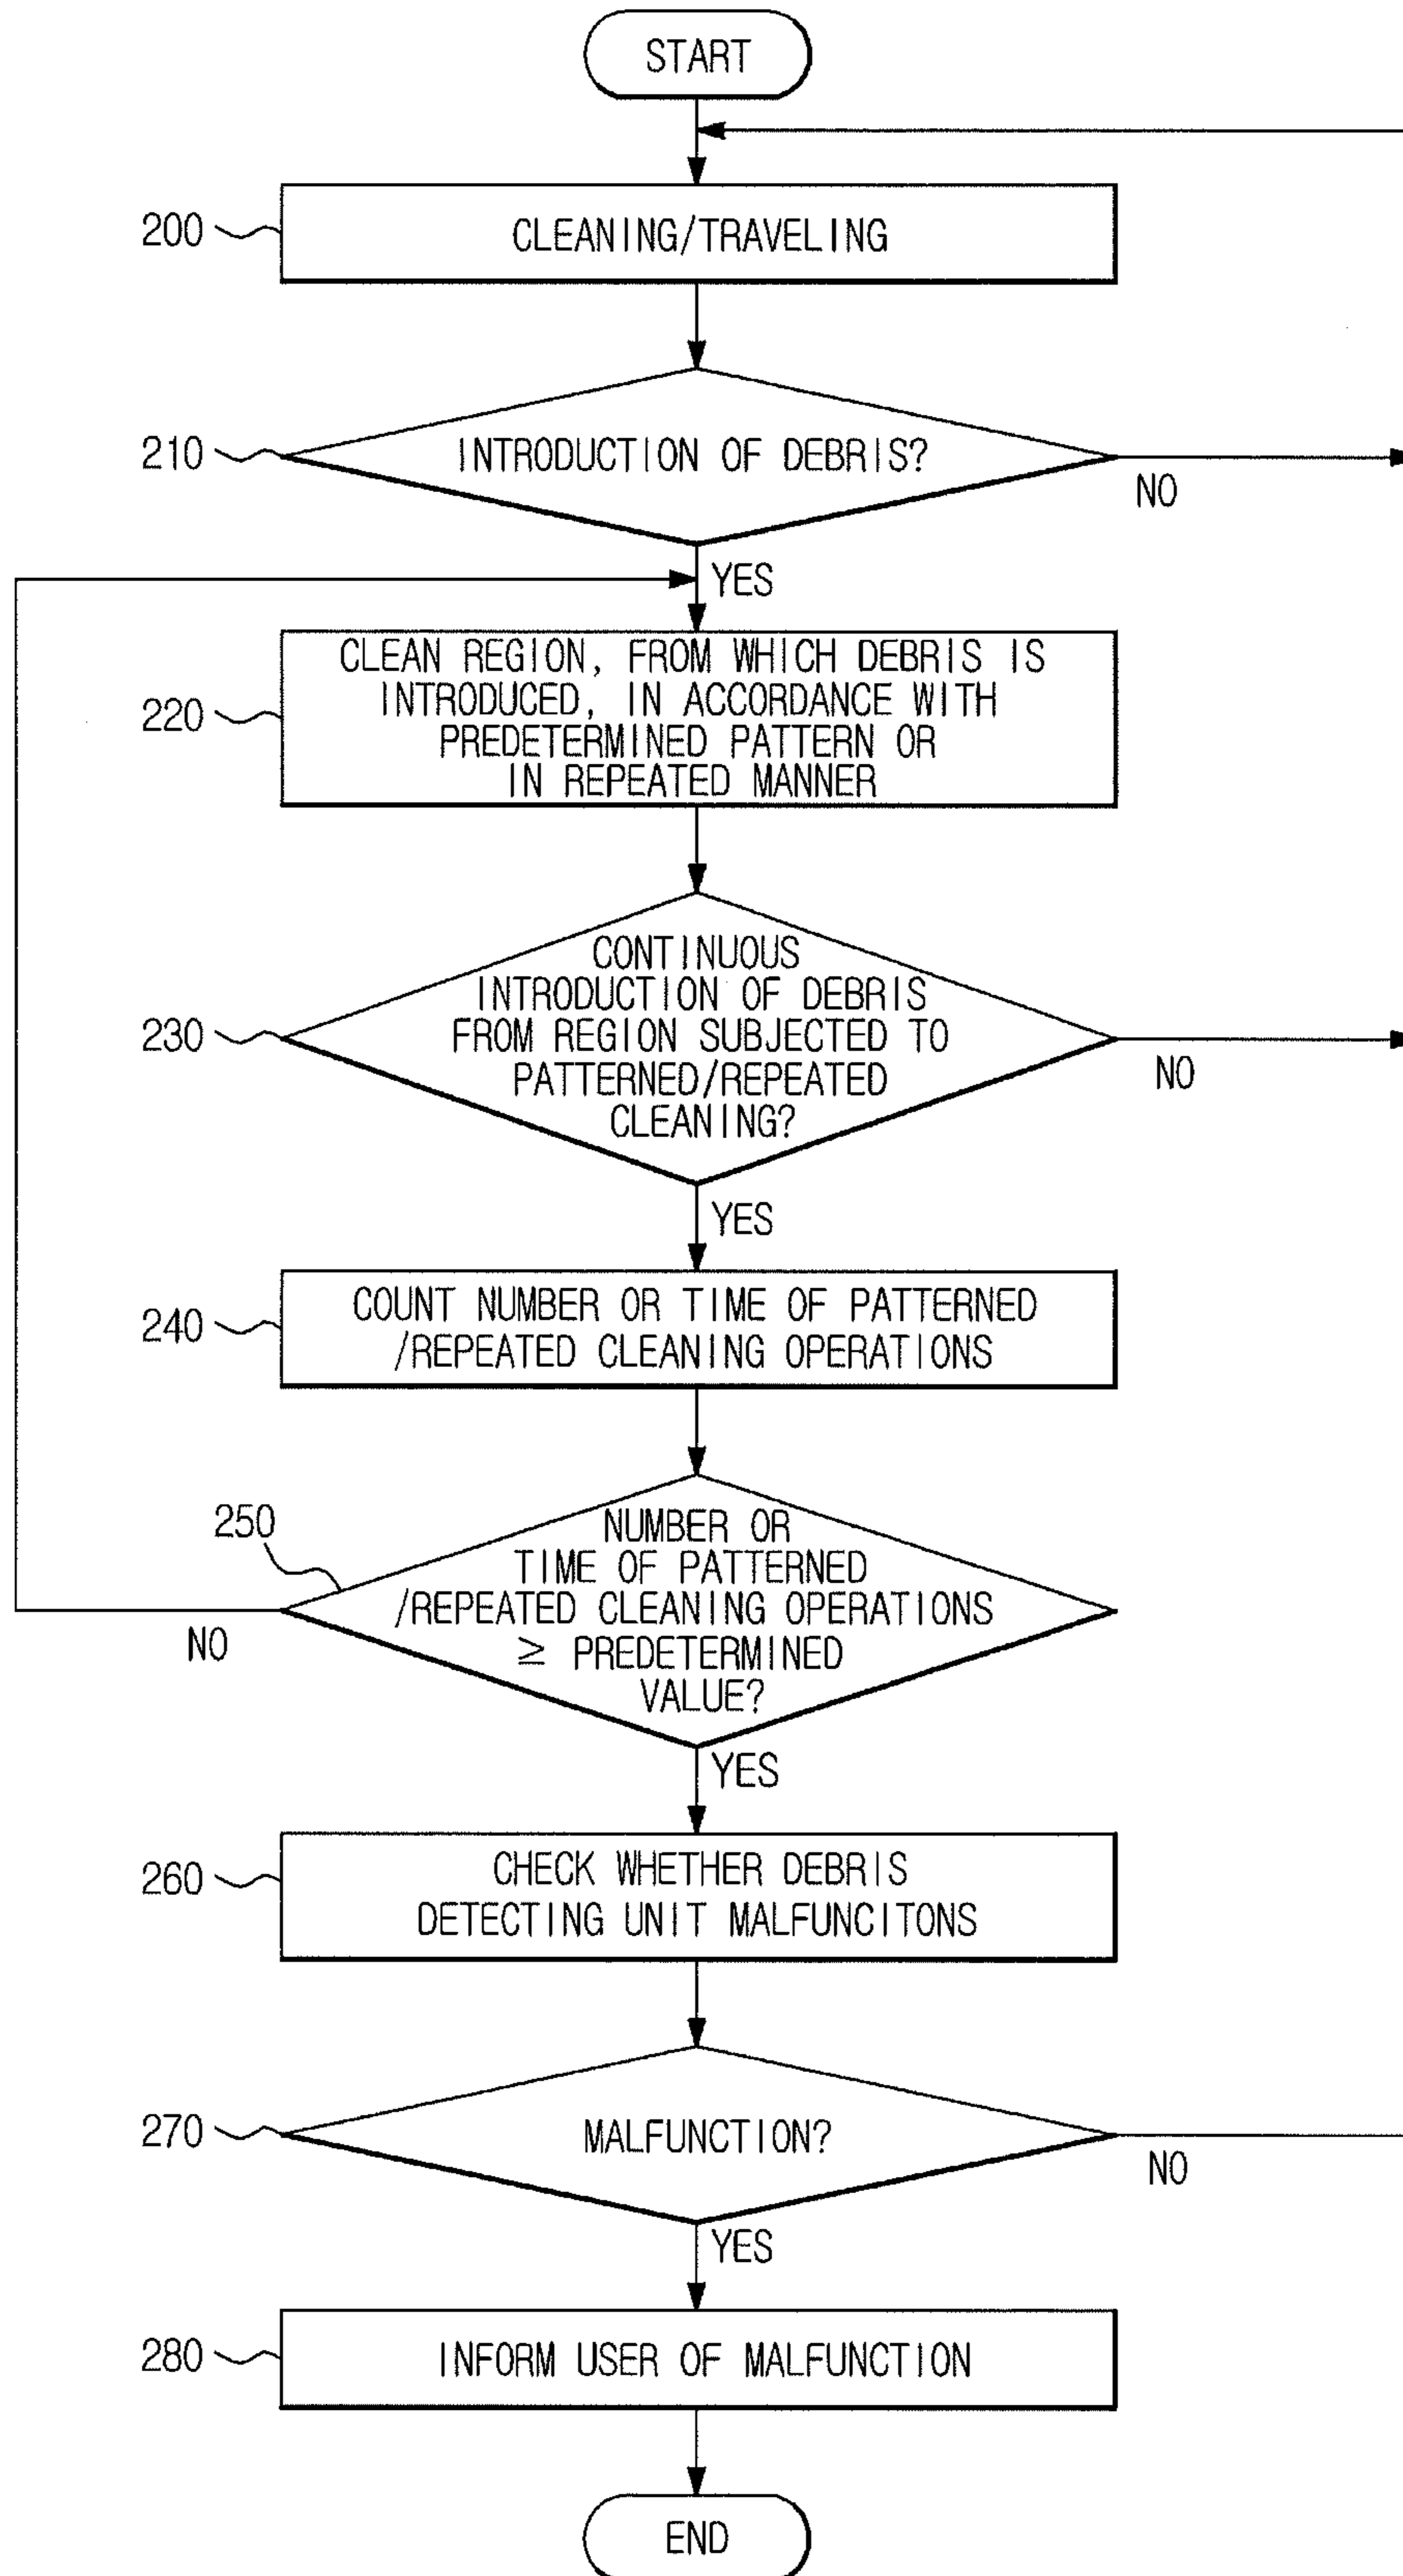 START
200
CLEANING/TRAVELING
210
INTRODUCTION OF DEBRIS?
NO
YES
220
CLEAN REGION, FROM WHICH DEBRIS IS
INTRODUCED, IN ACCORDANCE WITH
PREDETERMINED PATTERN OR
IN REPEATED MANNER
230
CONTINUOUS
INTRODUCTION OF DEBRIS
FROM REGION SUBJECTED TO
PATTERNED/REPEATED
CLEANING?
NO
YES
240
COUNT NUMBER OR TIME OF PATTERNED
/REPEATED CLEANING OPERATIONS
250
NUMBER OR
TIME OF PATTERNED
/REPEATED CLEANING OPERATIONS
≥ PREDETERMINED
VALUE?
NO
YES
260
CHECK WHETHER DEBRIS
DETECTING UNIT MALFUNCITONS
270
MALFUNCTION?
NO
YES
280
INFORM USER OF MALFUNCTION
END